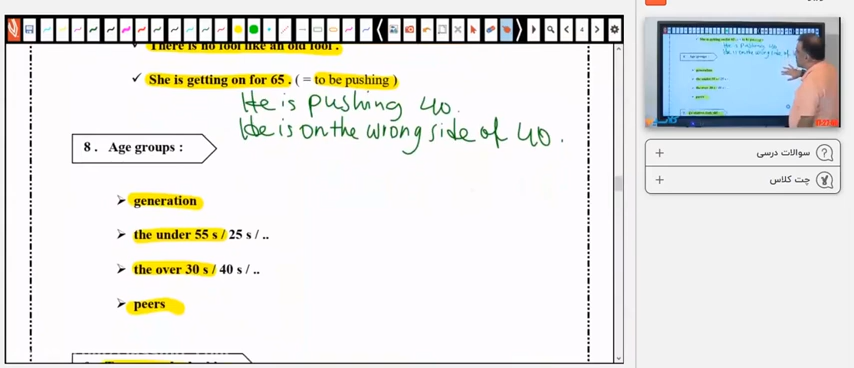 There is no fool like an old fool .
✓ She is getting on for 65 . ( = to be pushing )
He is pushing 40.
He is on the wrong side of 40 .
8 . Age groups :
➢ generation
➢ the under 55 s / 25 s / ..
➢ the over 30 s / 40 s / ..
➢ peers
سوالات درسی
چت کلاس